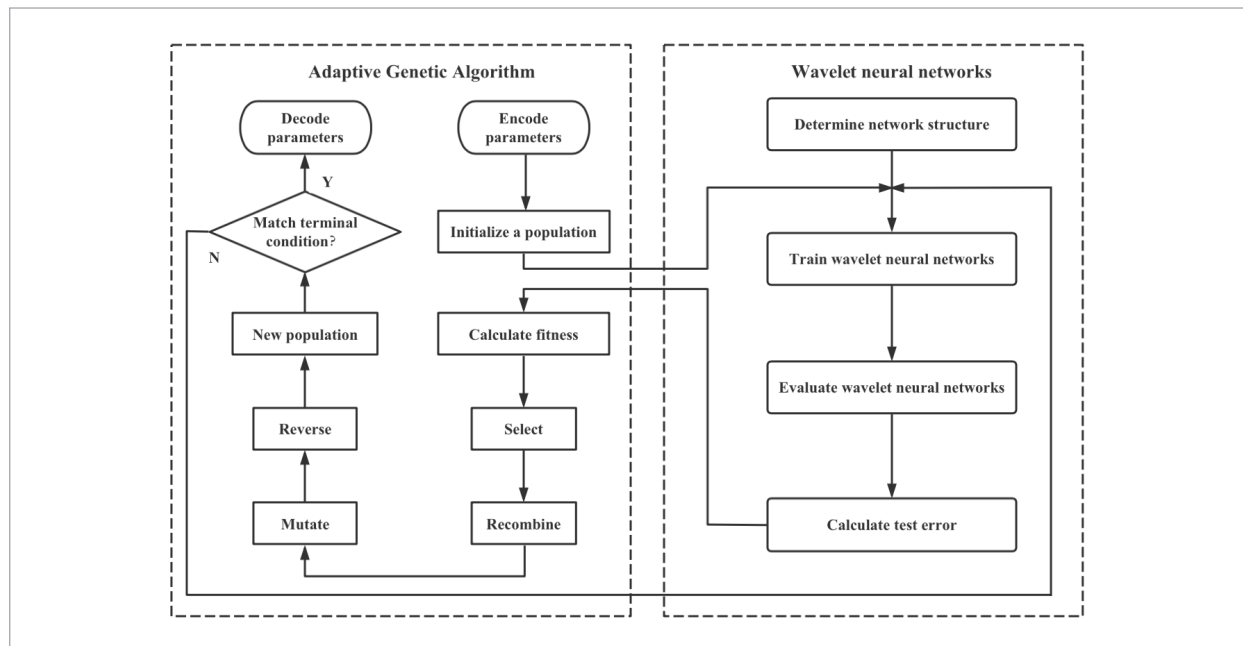 Adaptive Genetic Algorithm
Decode
parameters
Encode
parameters
Y
Match terminal
condition?
N
Initialize a population
New population
Calculate fitness
Reverse
Select
Mutate
Recombine
Wavelet neural networks
Determine network structure
Train wavelet neural networks
Evaluate wavelet neural networks
Calculate test error